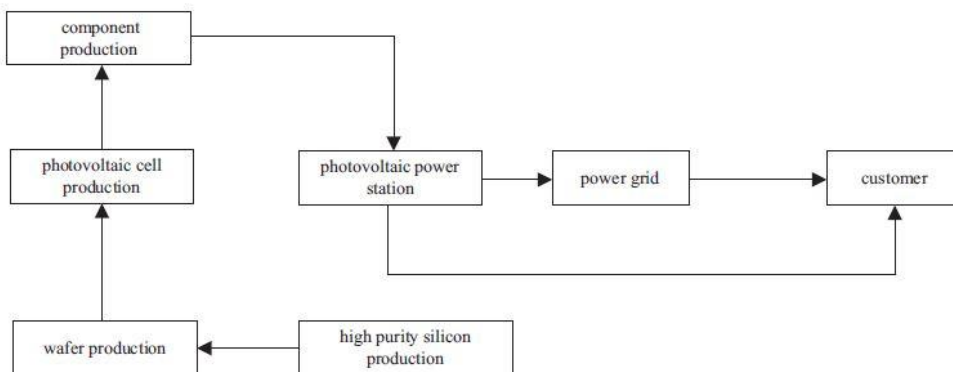 component
production
photovoltaic cell
production
photovoltaic power
station
power grid
customer
wafer production
high purity silicon
production